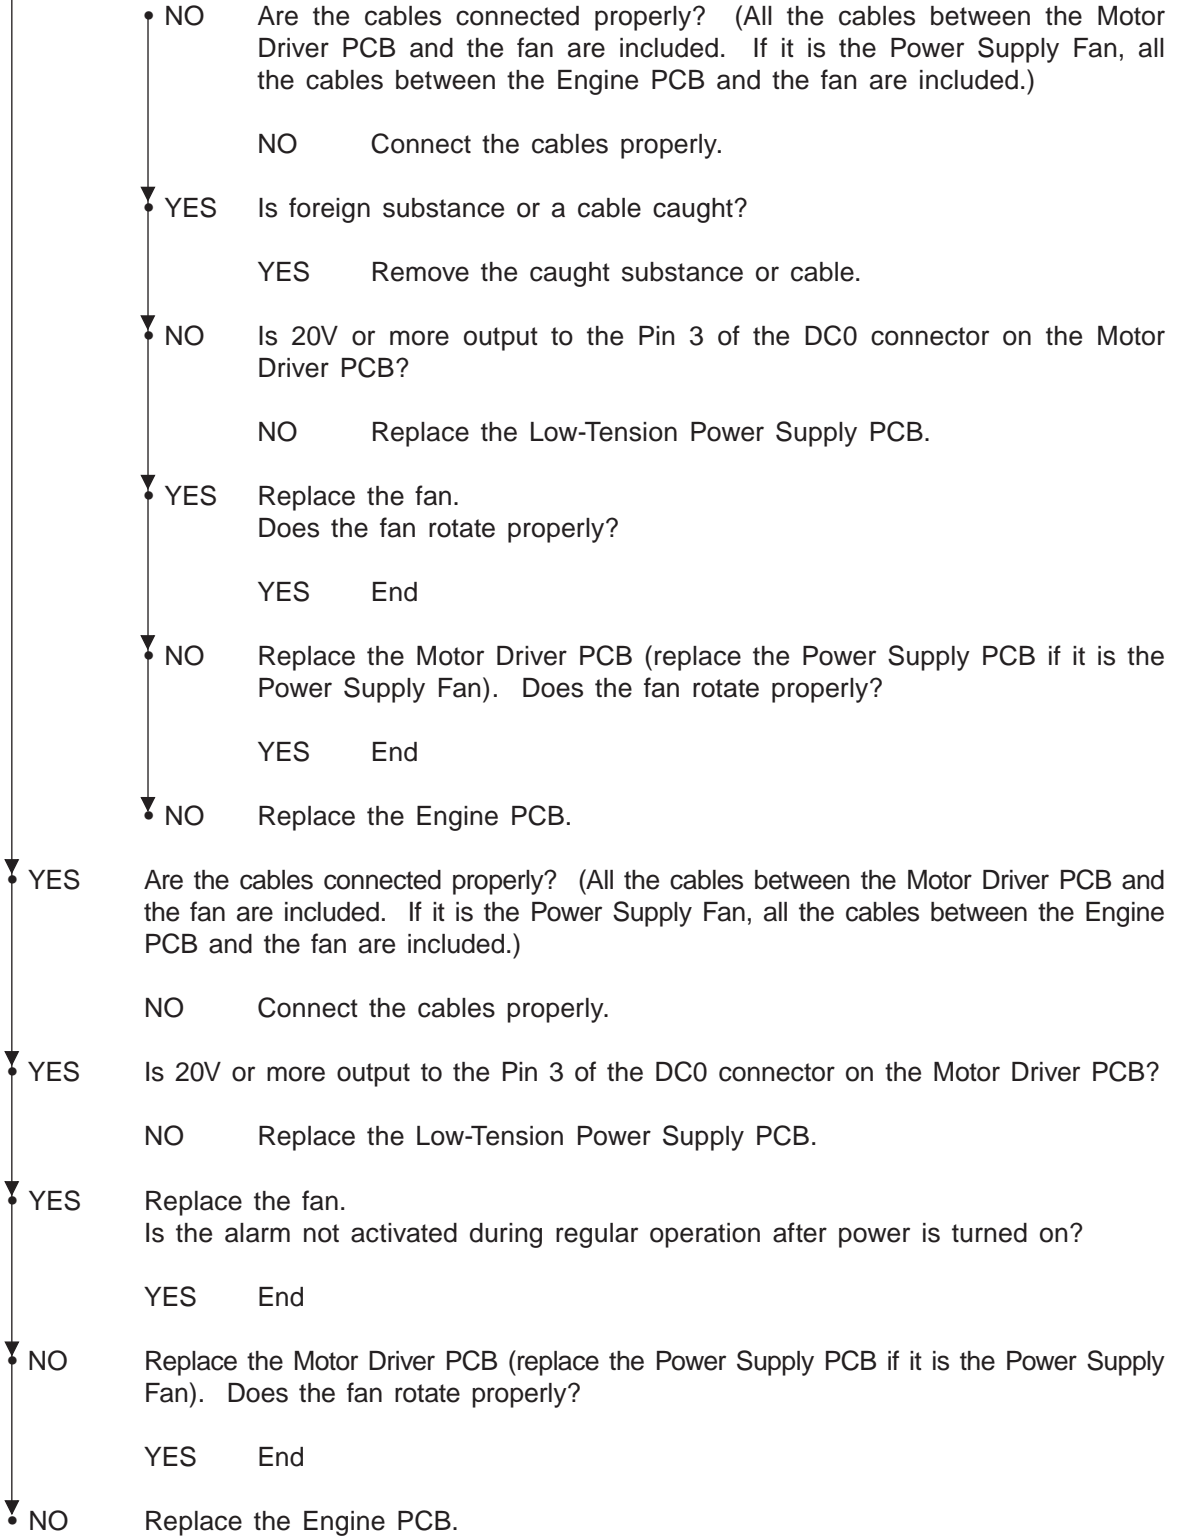 • NO Are the cables connected properly? (All the cables between the Motor
Driver PCB and the fan are included. If it is the Power Supply Fan, all
the cables between the Engine PCB and the fan are included.)
NO Connect the cables properly.
• YES Is foreign substance or a cable caught?
YES Remove the caught substance or cable.
• NO Is 20V or more output to the Pin 3 of the DC0 connector on the Motor
Driver PCB?
NO Replace the Low-Tension Power Supply PCB.
• YES Replace the fan.
Does the fan rotate properly?
YES End
• NO Replace the Motor Driver PCB (replace the Power Supply PCB if it is the
Power Supply Fan). Does the fan rotate properly?
YES End
• NO Replace the Engine PCB.
• YES Are the cables connected properly? (All the cables between the Motor Driver PCB and
the fan are included. If it is the Power Supply Fan, all the cables between the Engine
PCB and the fan are included.)
NO Connect the cables properly.
• YES Is 20V or more output to the Pin 3 of the DC0 connector on the Motor Driver PCB?
NO Replace the Low-Tension Power Supply PCB.
• YES Replace the fan.
Is the alarm not activated during regular operation after power is turned on?
YES End
• NO Replace the Motor Driver PCB (replace the Power Supply PCB if it is the Power Supply
Fan). Does the fan rotate properly?
YES End
• NO Replace the Engine PCB.